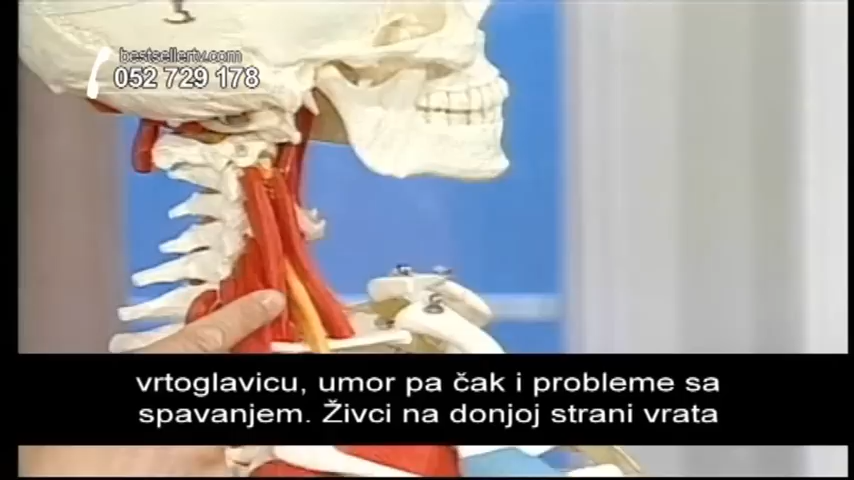 bestsellertv.com
052 729 178
vrtoglavicu, umor pa čak i probleme sa
spavanjem. Živci na donjoj strani vrata